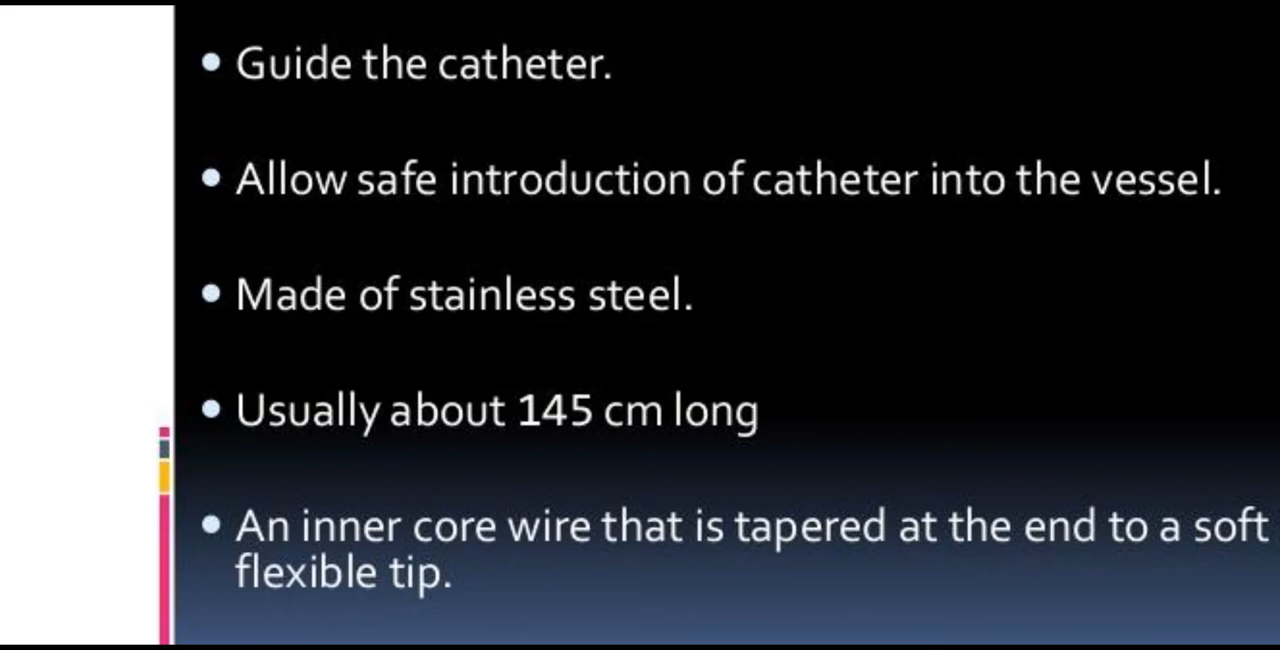 • Guide the catheter.
• Allow safe introduction of catheter into the vessel.
• Made of stainless steel.
• Usually about 145 cm long
• An inner core wire that is tapered at the end to a soft
flexible tip.